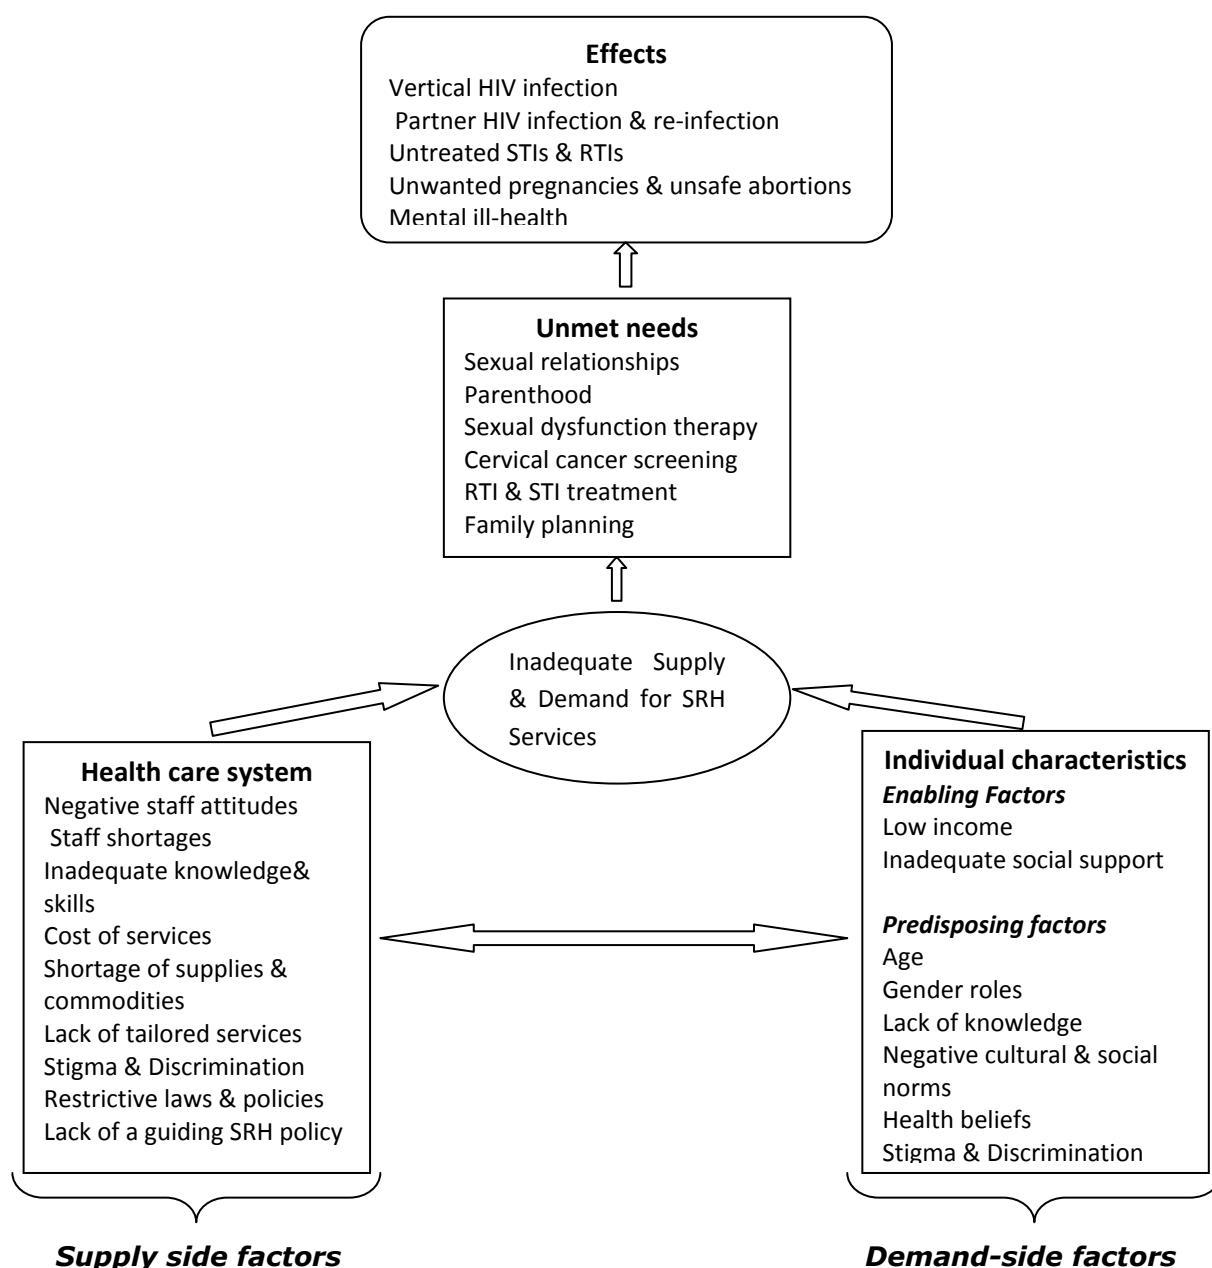 Effects
Vertical HIV infection
Partner HIV infection & re-infection
Untreated STIs & RTIs
Unwanted pregnancies & unsafe abortions
Mental ill-health
Unmet needs
Sexual relationships
Parenthood
Sexual dysfunction therapy
Cervical cancer screening
RTI & STI treatment
Family planning
Inadequate Supply
& Demand for SRH
Services
Health care system
Negative staff attitudes
Staff shortages
Inadequate knowledge&
skills
Cost of services
Shortage of supplies &
commodities
Lack of tailored services
Stigma & Discrimination
Restrictive laws & policies
Lack of a guiding SRH policy
Individual characteristics
Enabling Factors
Low income
Inadequate social support
Predisposing factors
Age
Gender roles
Lack of knowledge
Negative cultural & social
norms
Health beliefs
Stigma & Discrimination
Supply side factors
Demand-side factors